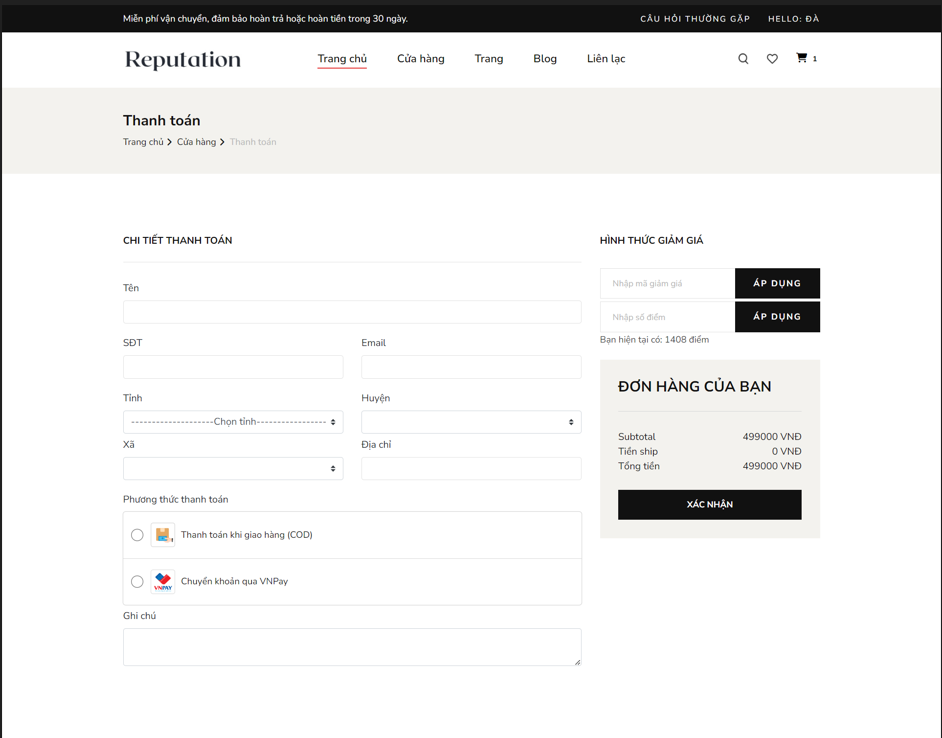 Miễn phí vận chuyển, đảm bảo hoàn trả hoặc hoàn tiền trong 30 ngày.
CÂU HỎI THƯỜNG GẶP HELLO: ĐÀ
Reputation
Trang chủ Cửa hàng Trang Blog Liên lạc
1
Thanh toán
Trang chủ Cửa hàng Thanh toán
CHI TIẾT THANH TOÁN
Tên
SĐT Email
Tỉnh Huyện
--------------------Chọn tỉnh-----------------
Xã Địa chỉ
Phương thức thanh toán
Thanh toán khi giao hàng (COD)
VNPAY
Chuyển khoản qua VNPay
Ghi chú
HÌNH THỨC GIẢM GIÁ
Nhập mã giảm giá ÁP DỤNG
Nhập số điểm ÁP DỤNG
Bạn hiện tại có: 1408 điểm
ĐƠN HÀNG CỦA BẠN
Subtotal 499000 VNĐ
Tiền ship 0 VNĐ
Tổng tiền 499000 VNĐ
XÁC NHẬN